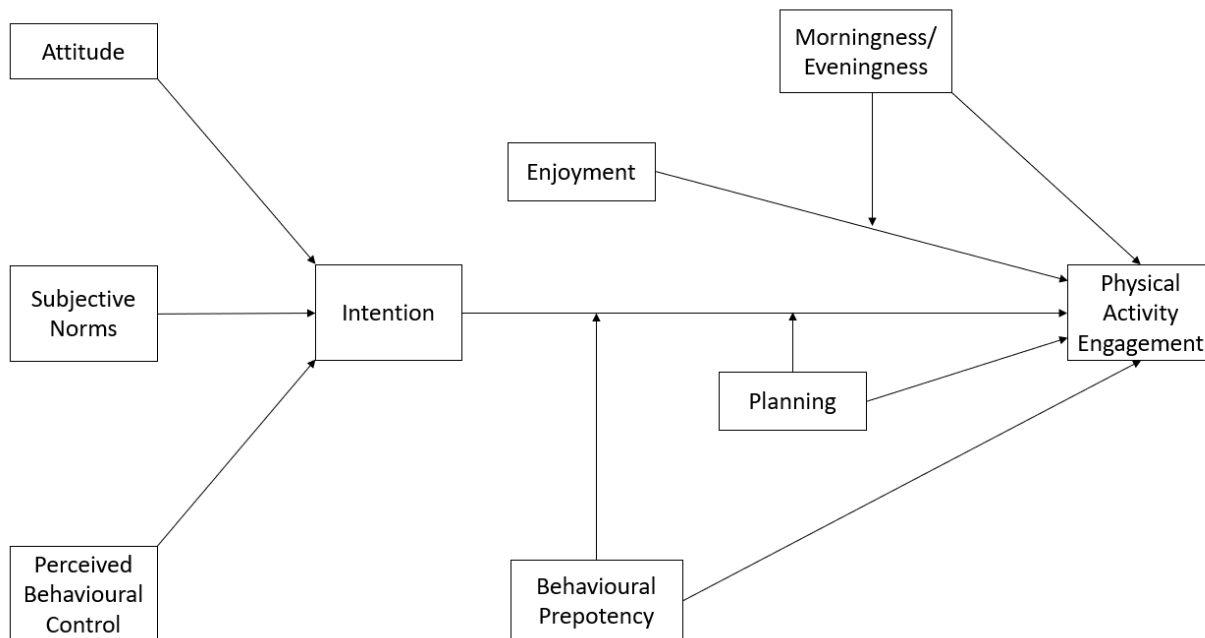 Attitude
Morningness/
Eveningness
Enjoyment
Subjective
Norms
Intention
Physical
Activity
Engagement
Planning
Perceived
Behavioural
Control
Behavioural
Prepotency